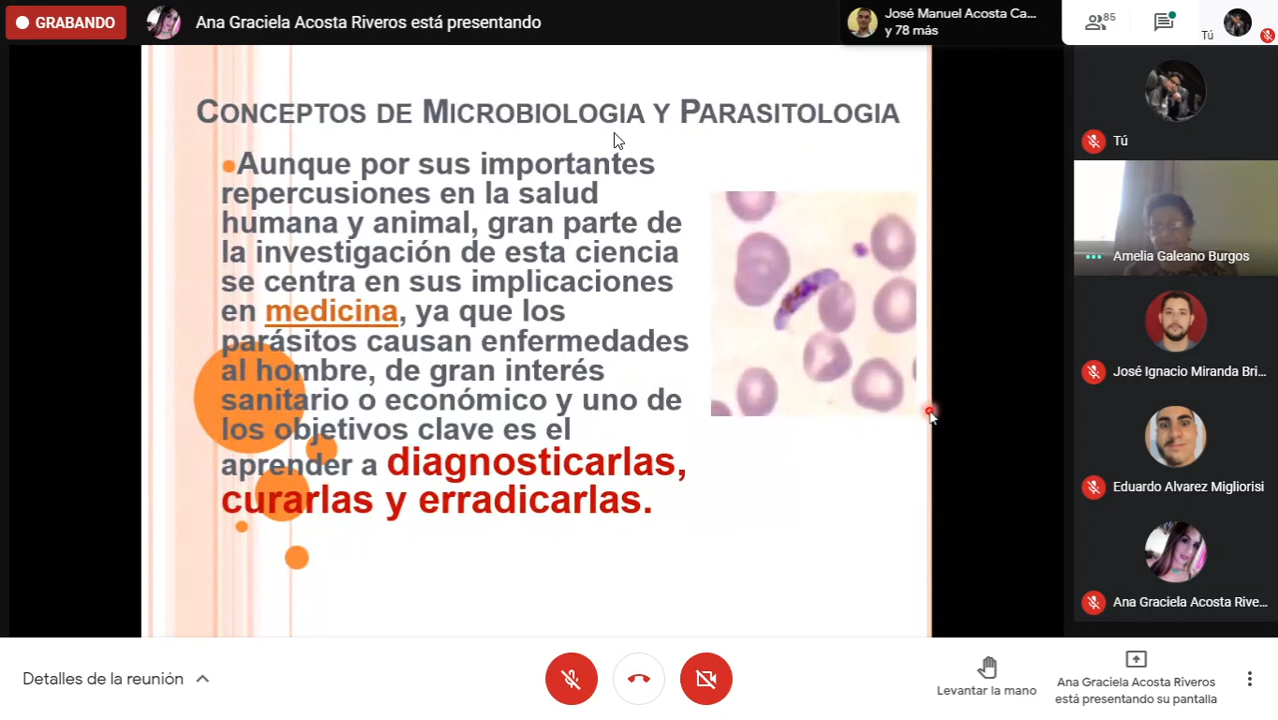 GRABANDO
Ana Graciela Acosta Riveros está presentando
José Manuel Acosta Ca...
y 78 más
85
Tú
CONCEPTOS DE MICROBIOLOGIA Y PARASITOLOGIA
Aunque por sus importantes
repercusiones en la salud
humana y animal, gran parte de
la investigación de esta ciencia
se centra en sus implicaciones
en medicina, ya que los
parásitos causan enfermedades
al hombre, de gran interés
sanitario o económico y uno de
los objetivos clave es el
aprender a diagnosticarlas,
curarlas y erradicarlas.
Tú
Amelia Galeano Burgos
José Ignacio Miranda Bri...
Eduardo Alvarez Migliorisi
Ana Graciela Acosta Rive...
Detalles de la reunión
Levantar la mano
Ana Graciela Acosta Riveros
está presentando su pantalla